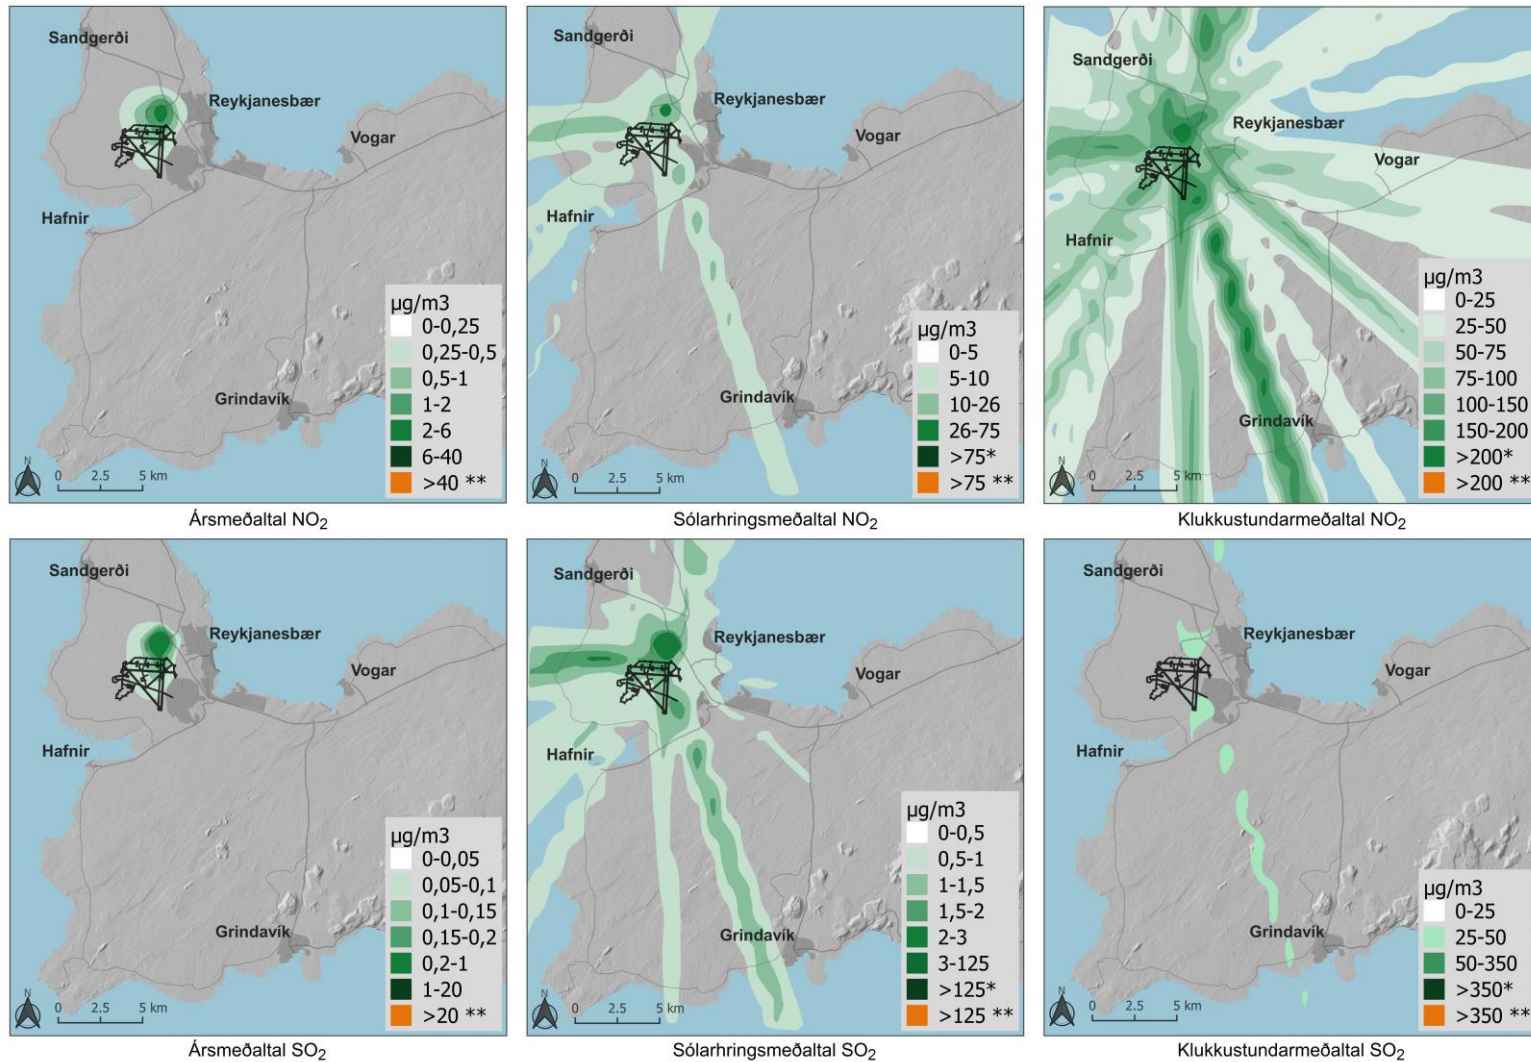 Sandgerði
Reykjanesbær
Vogar
Hafnir
Grindavík
µg/m3
0-0,25
0,25-0,5
0,5-1
1-2
2-6
6-40
>40 **
N
0 2.5 5 km
Ársmeðaltal NO2
Sandgerði
Reykjanesbær
Vogar
Hafnir
Grindavík
µg/m3
0-5
5-10
10-26
26-75
>75*
>75 **
N
0 2.5 5 km
Sólarhringsmeðaltal NO2
Sandgerði
Reykjanesbær
Vogar
Hafnir
Grindavík
µg/m3
0-25
25-50
50-75
75-100
100-150
150-200
>200*
>200 **
N
0 2.5 5 km
Klukkustundarmeðaltal NO2
Sandgerði
Reykjanesbær
Vogar
Hafnir
Grindavík
µg/m3
0-0,05
0,05-0,1
0,1-0,15
0,15-0,2
0,2-1
1-20
>20 **
N
0 2.5 5 km
Ársmeðaltal SO2
Sandgerði
Reykjanesbær
Vogar
Hafnir
Grindavík
µg/m3
0-0,5
0,5-1
1-1,5
1,5-2
2-3
3-125
>125*
>125 **
N
0 2.5 5 km
Sólarhringsmeðaltal SO2
Sandgerði
Reykjanesbær
Vogar
Hafnir
Grindavík
µg/m3
0-25
25-50
50-350
>350*
>350 **
N
0 2.5 5 km
Klukkustundarmeðaltal SO2